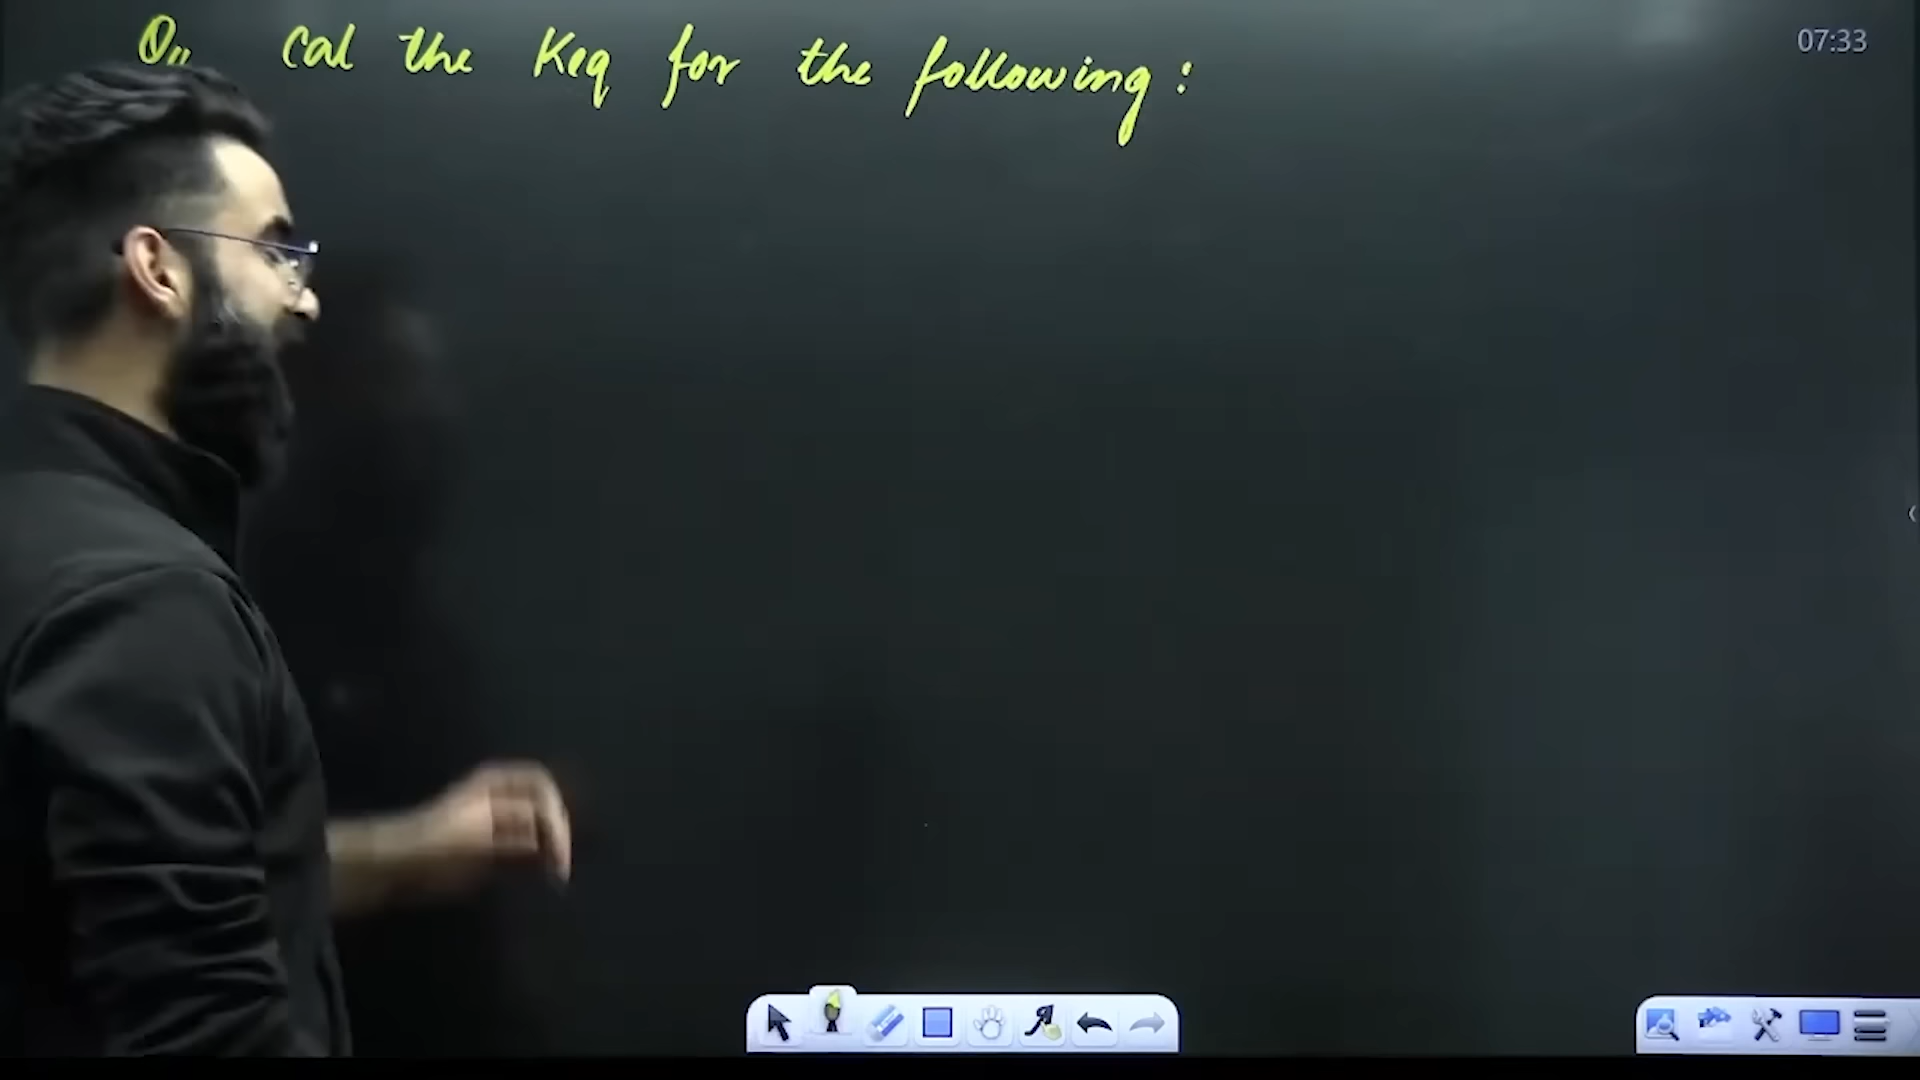 Q,, Cal the Keq for the following :
07:33